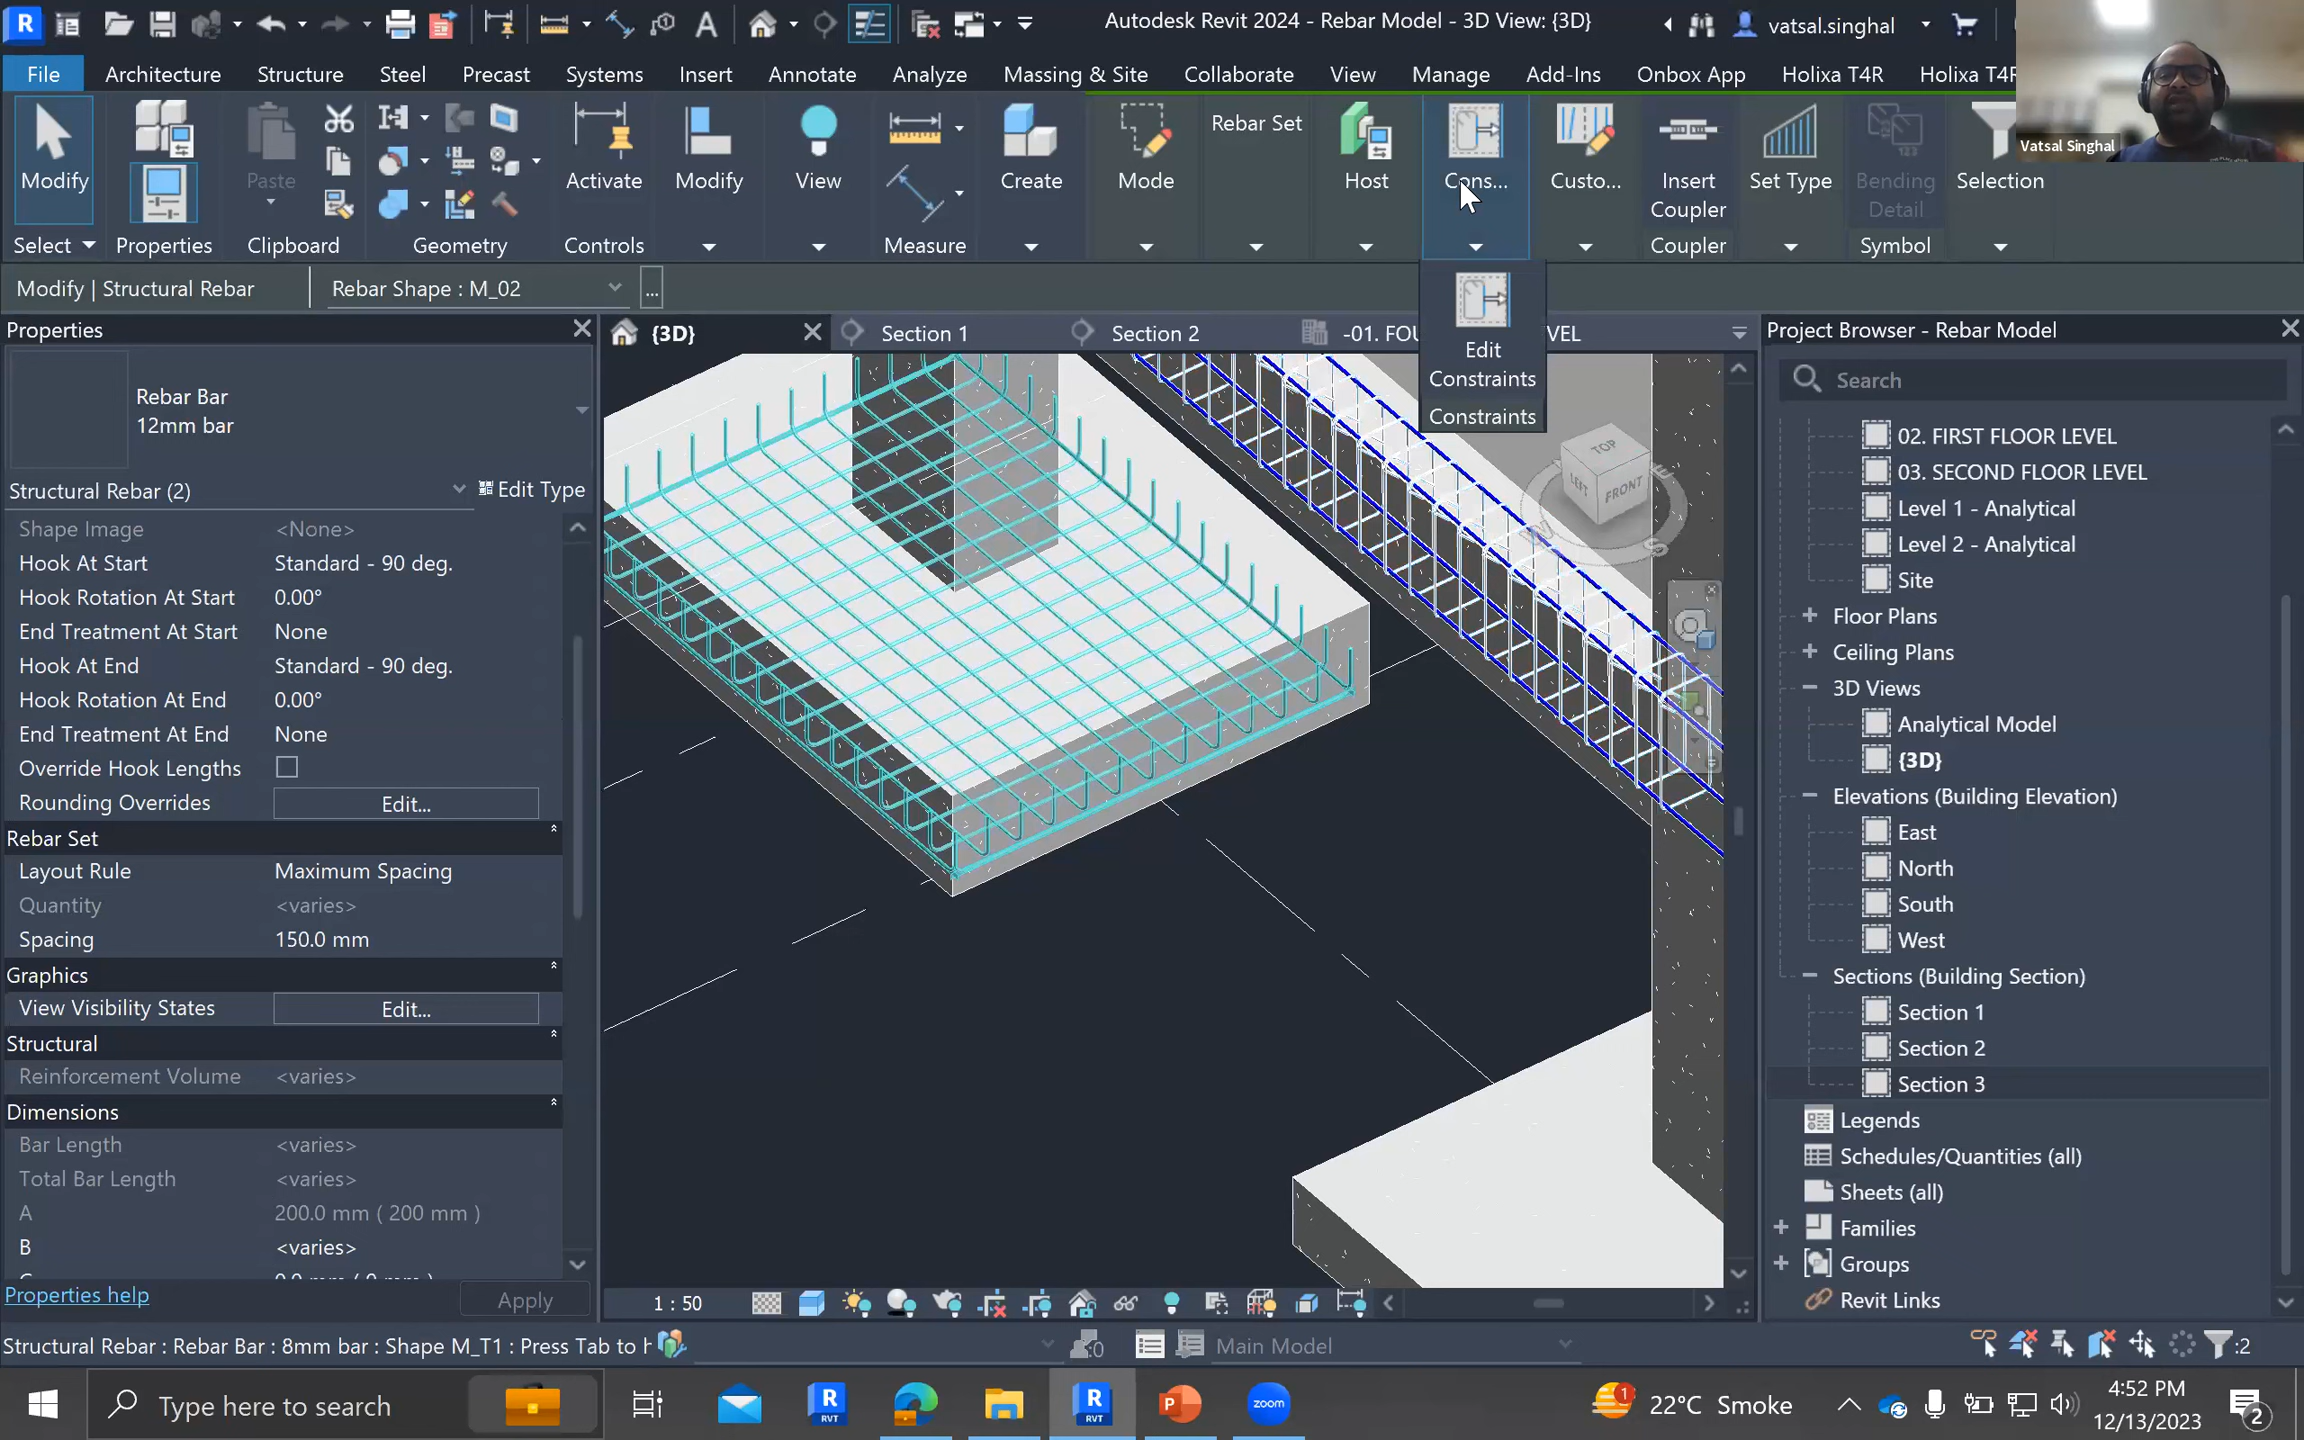 Autodesk Revit 2024 - Rebar Model - 3D View: {3D}
vatsal.singhal
File Architecture Structure Steel Precast Systems Insert Annotate Analyze Massing & Site Collaborate View Manage Add-Ins Onbox App Holixa T4R Holixa T4R
Vatsal Singhal
Modify
Paste
Activate
Modify
View
Create
Mode
Rebar Set
Host
Cons...
Custo...
Insert
Coupler
Set Type
Bending
Detail
Selection
Select Properties Clipboard Geometry Controls Measure Coupler Symbol
Modify | Structural Rebar
Rebar Shape : M_02
...
Edit
Constraints
Constraints
Properties
{3D}
Section 1
Section 2
-01. FOU
EL
Project Browser - Rebar Model
Rebar Bar
12mm bar
Structural Rebar (2)
Edit Type
Shape Image <None>
Hook At Start Standard - 90 deg.
Hook Rotation At Start 0.00°
End Treatment At Start None
Hook At End Standard - 90 deg.
Hook Rotation At End 0.00°
End Treatment At End None
Override Hook Lengths
Rounding Overrides Edit...
Rebar Set
Layout Rule Maximum Spacing
Quantity <varies>
Spacing 150.0 mm
Graphics
View Visibility States Edit...
Structural
Reinforcement Volume <varies>
Dimensions
Bar Length <varies>
Total Bar Length <varies>
A 200.0 mm ( 200 mm )
B <varies>
Properties help
Apply
TOP
LEFT
FRONT
W
S
E
Search
02. FIRST FLOOR LEVEL
03. SECOND FLOOR LEVEL
Level 1 - Analytical
Level 2 - Analytical
Site
Floor Plans
Ceiling Plans
3D Views
Analytical Model
{3D}
Elevations (Building Elevation)
East
North
South
West
Sections (Building Section)
Section 1
Section 2
Section 3
Legends
Schedules/Quantities (all)
Sheets (all)
Families
Groups
Revit Links
1 : 50
Structural Rebar : Rebar Bar : 8mm bar : Shape M_T1 : Press Tab to h
:0
Main Model
:2
Type here to search
R
RVT
R
RVT
P
zoom
1
22°C Smoke
4:52 PM
12/13/2023
2